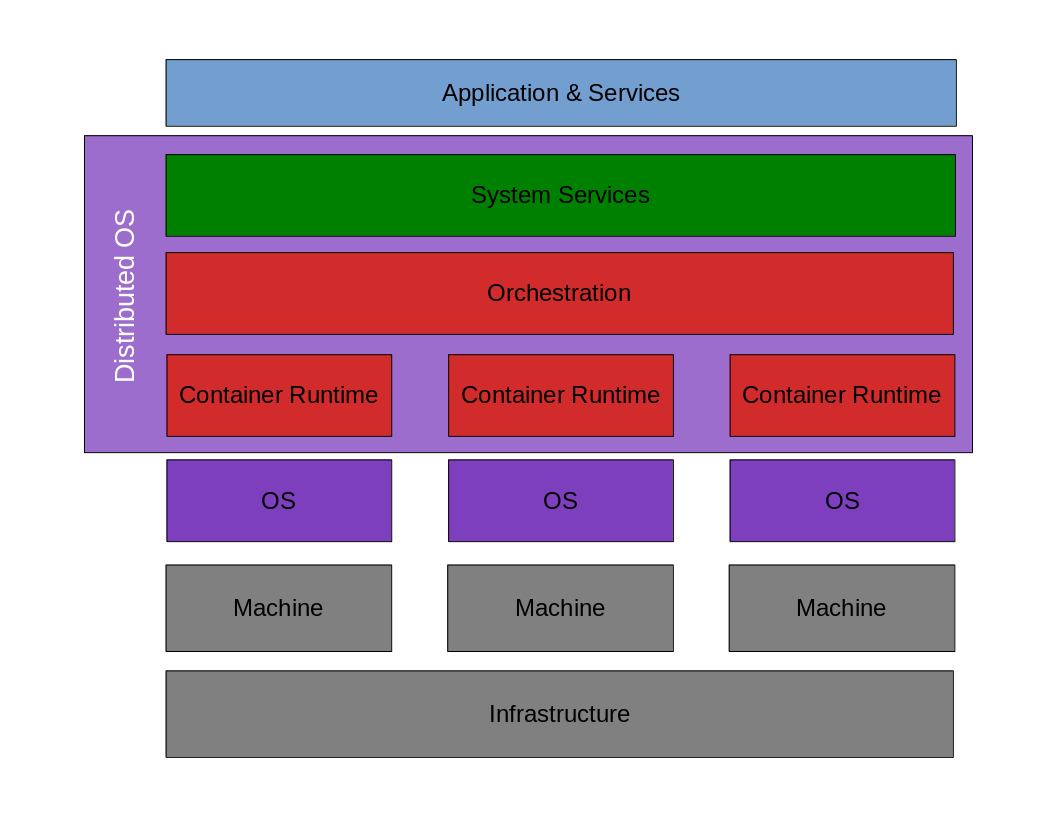 Application & Services
Distributed OS
System Services
Orchestration
Container Runtime
Container Runtime
Container Runtime
OS
OS
OS
Machine
Machine
Machine
Infrastructure